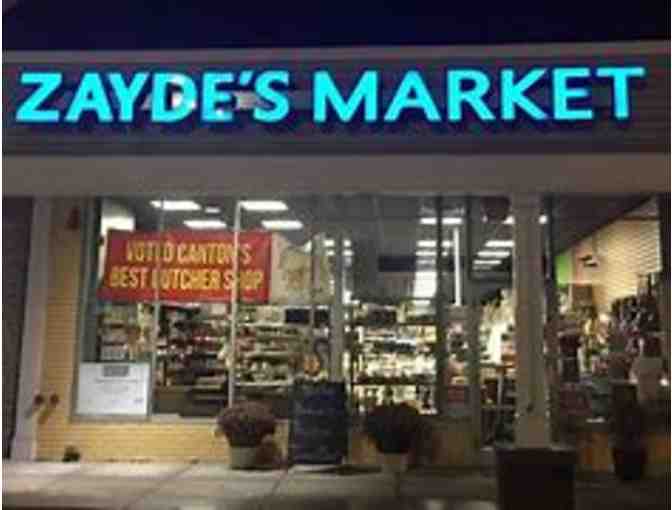 ZAYDE'S MARKET
VOTED CANTON'S
BEST BUTCHER SHOP